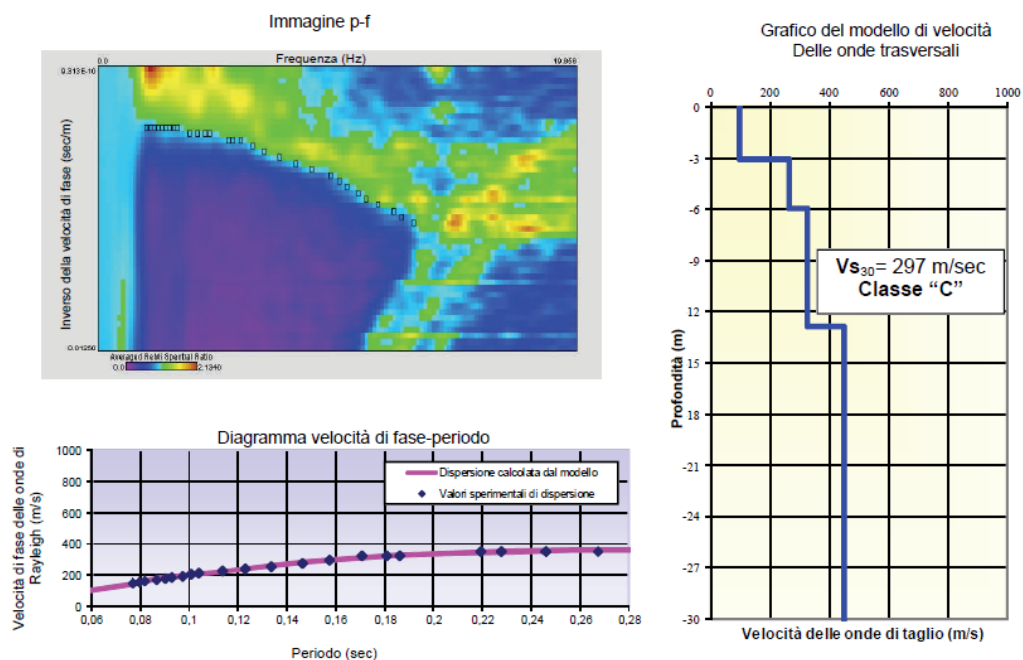 Immagine p-f
Frequenza (Hz)
0.0
19.956
9.313E-10
Inverso della velocità di fase (sec/m)
0.01250
Averaged ReMi Spectral Ratio
0.0
2.1340
Diagramma velocità di fase-periodo
Velocità di fase delle onde di
Rayleigh (m/s)
1000
800
600
400
200
0
Dispersione calcolata dal modello
Valori sperimentali di dispersione
0,06
0,08
0,1
0,12
0,14
0,16
0,18
0,2
0,22
0,24
0,26
0,28
Periodo (sec)
Grafico del modello di velocità
Delle onde trasversali
0
200
400
600
800
1000
0
-3
-6
-9
12
-15
-18
-21
-24
-27
-30
Profondità (m)
Vs30= 297 m/sec
Classe “C”
Velocità delle onde di taglio (m/s)